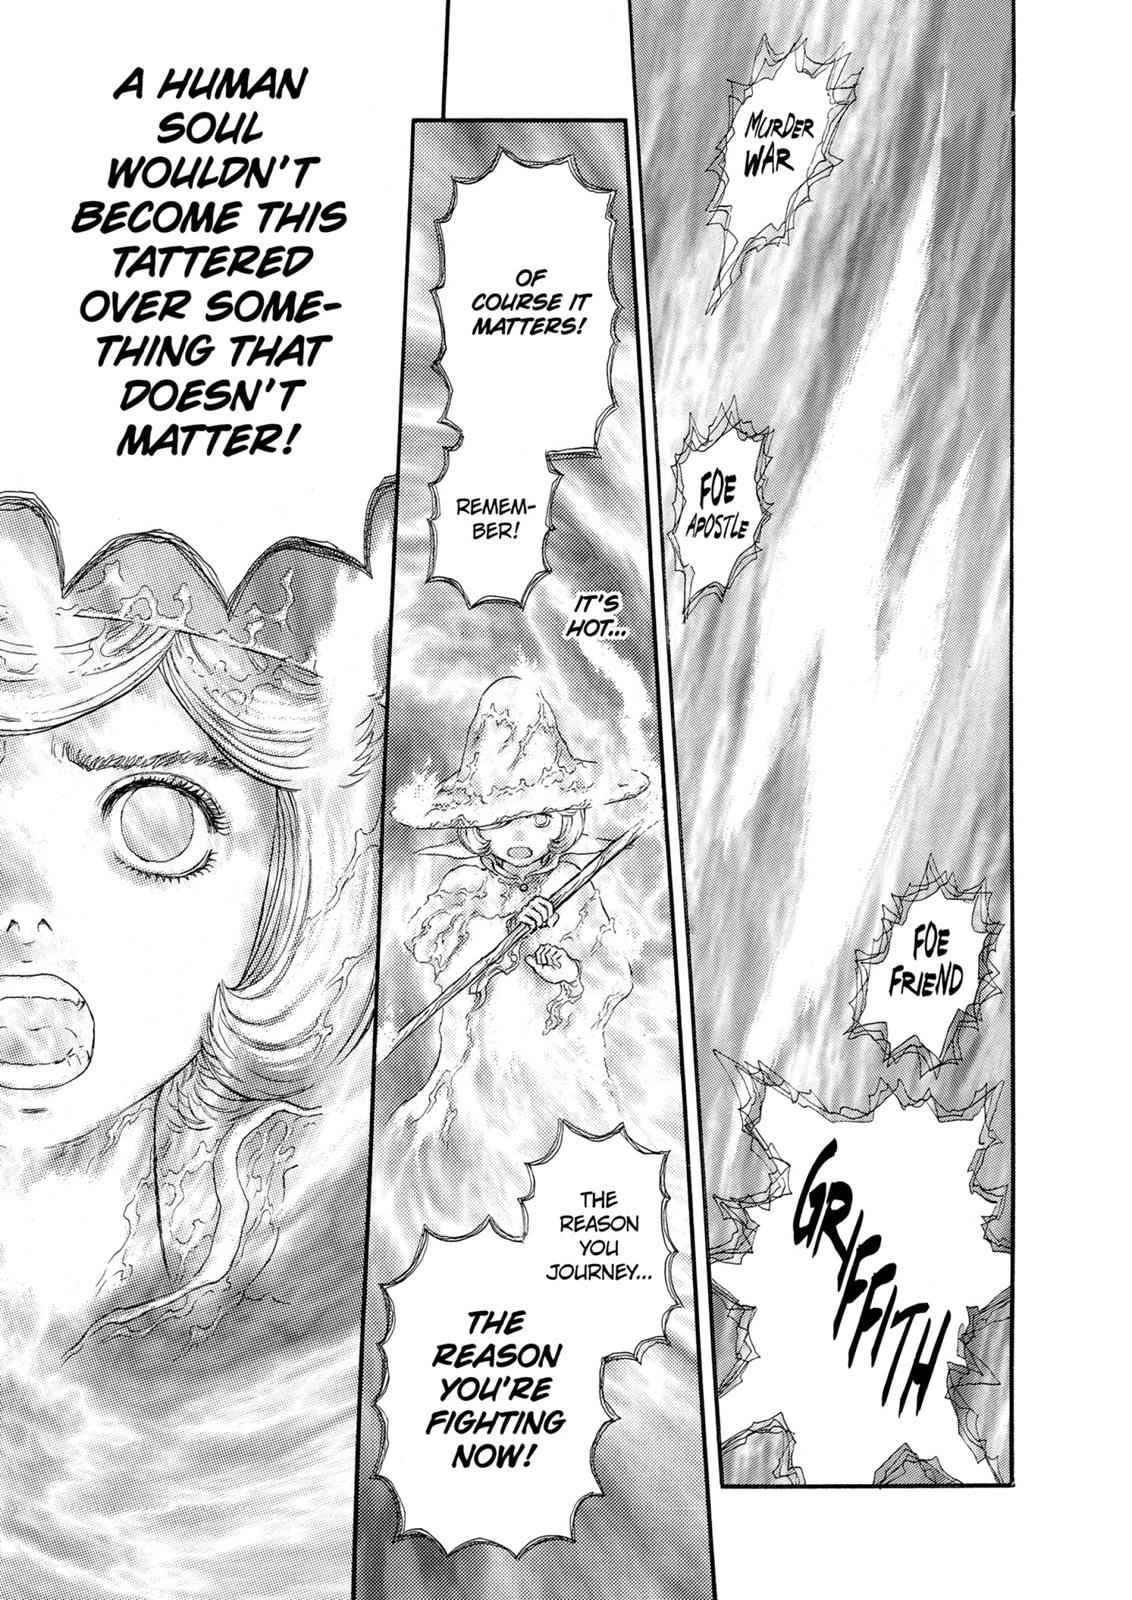 MURDER
WAR
FOE
APOSTLE
FOE
FRIEND
GRIFFITH
OF
COURSE IT
MATTERS!
REMEM-
BER!
IT'S
HOT...
THE
REASON
YOU
JOURNEY...
THE
REASON
YOU'RE
FIGHTING
NOW!
A HUMAN
SOUL
WOULDN'T
BECOME THIS
TATTERED
OVER SOME-
THING THAT
DOESN'T
MATTER!